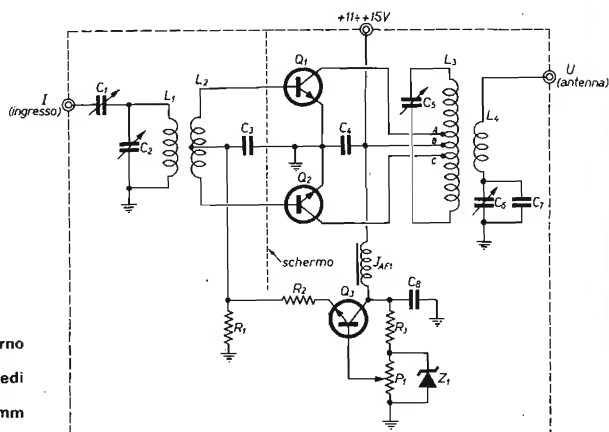 +11÷+15V
Q1
L3
U
(antenna)
I
(ingresso)
C1
L1
L2
C5
L4
C2
C3
C4
A
B
C
Q2
C6
C7
schermo
JAF1
R2
Q3
C8
R1
R3
P1
Z1
rno
edi
mm